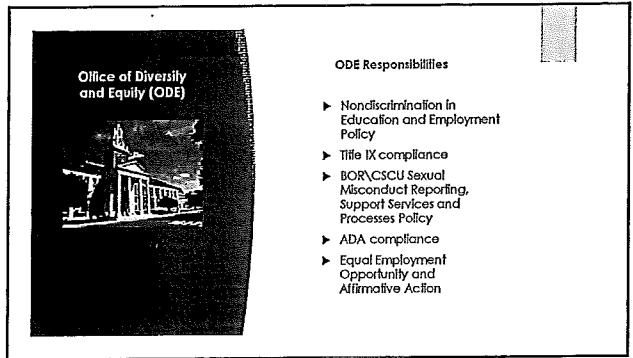 Office of Diversity
and Equity (ODE)
ODE Responsibilities
► Nondiscrimination in
Education and Employment
Policy
► Title IX compliance
► BOR\CSCU Sexual
Misconduct Reporting,
Support Services and
Processes Policy
► ADA compliance
► Equal Employment
Opportunity and
Affirmative Action